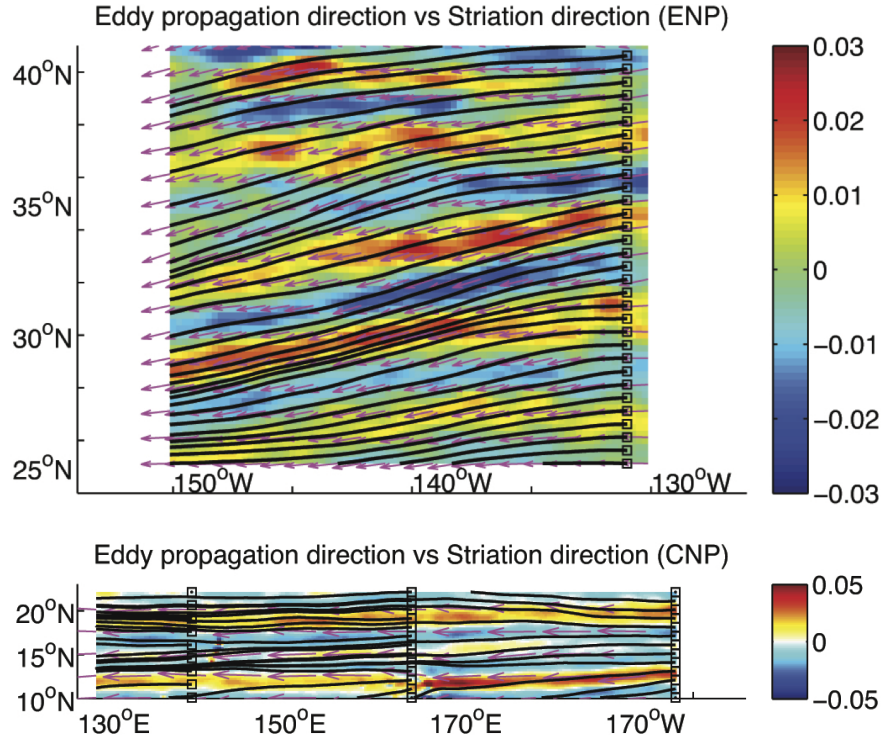 Eddy propagation direction vs Striation direction (ENP)
40°N
35°N
30°N
25°N
150°W 140°W 130°W
0.03
0.02
0.01
0
−0.01
−0.02
−0.03
Eddy propagation direction vs Striation direction (CNP)
20°N
15°N
10°N
130°E 150°E 170°E 170°W
0.05
0
−0.05